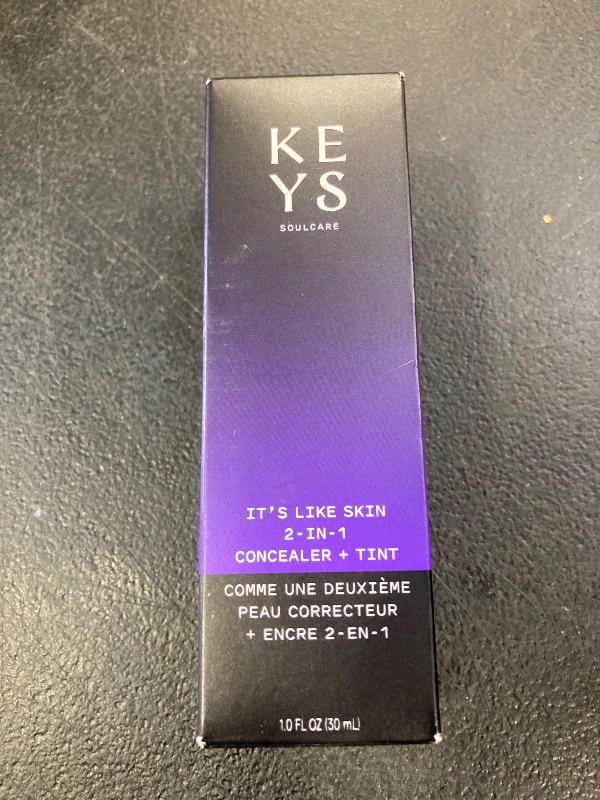 KE
YS
SOULCARE
IT'S LIKE SKIN
2-IN-1
CONCEALER + TINT
COMME UNE DEUXIÈME
PEAU CORRECTEUR
+ ENCRE 2-EN-1
1.0 FL OZ (30 mL)